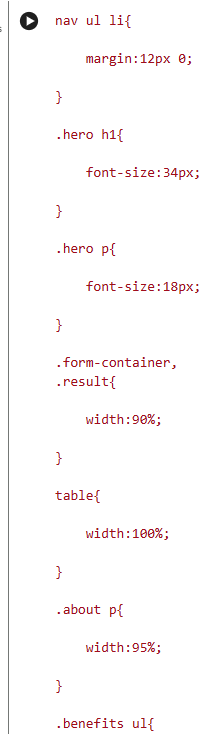 nav ul li{
margin:12px 0;
}
.hero h1{
font-size:34px;
}
.hero p{
font-size:18px;
}
.form-container,
.result{
width:90%;
}
table{
width:100%;
}
.about p{
width:95%;
}
.benefits ul{